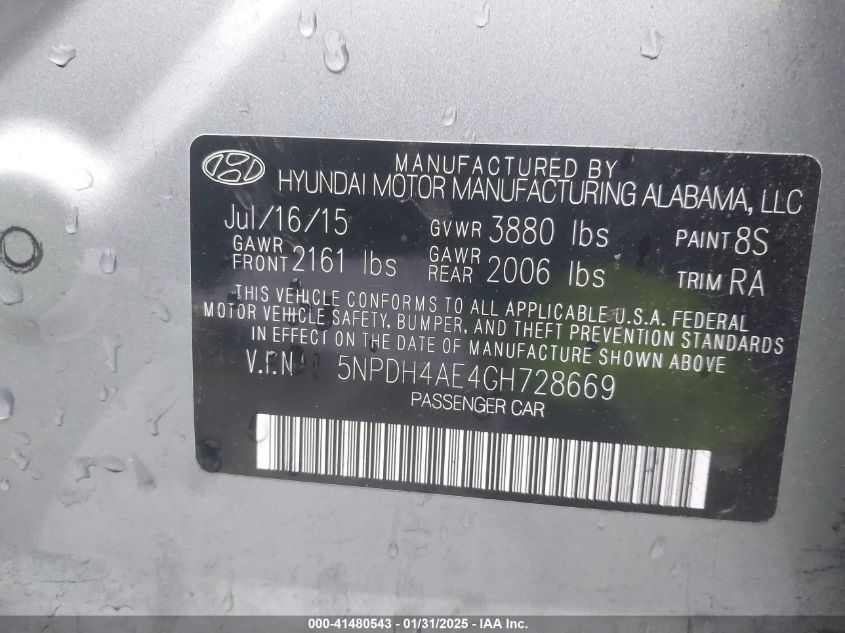 MANUFACTURED BY
HYUNDAI MOTOR MANUFACTURING ALABAMA, LLC
Jul/16/15 GVWR 3880 lbs PAINT 8S
GAWR FRONT 2161 lbs GAWR REAR 2006 lbs TRIM RA
THIS VEHICLE CONFORMS TO ALL APPLICABLE U.S.A. FEDERAL
MOTOR VEHICLE SAFETY, BUMPER, AND THEFT PREVENTION STANDARDS
IN EFFECT ON THE DATE OF MANUFACTURE SHOWN ABOVE
V.I.N 5NPDH4AE4GH728669
PASSENGER CAR
000-41480543 - 01/31/2025 - IAA Inc.